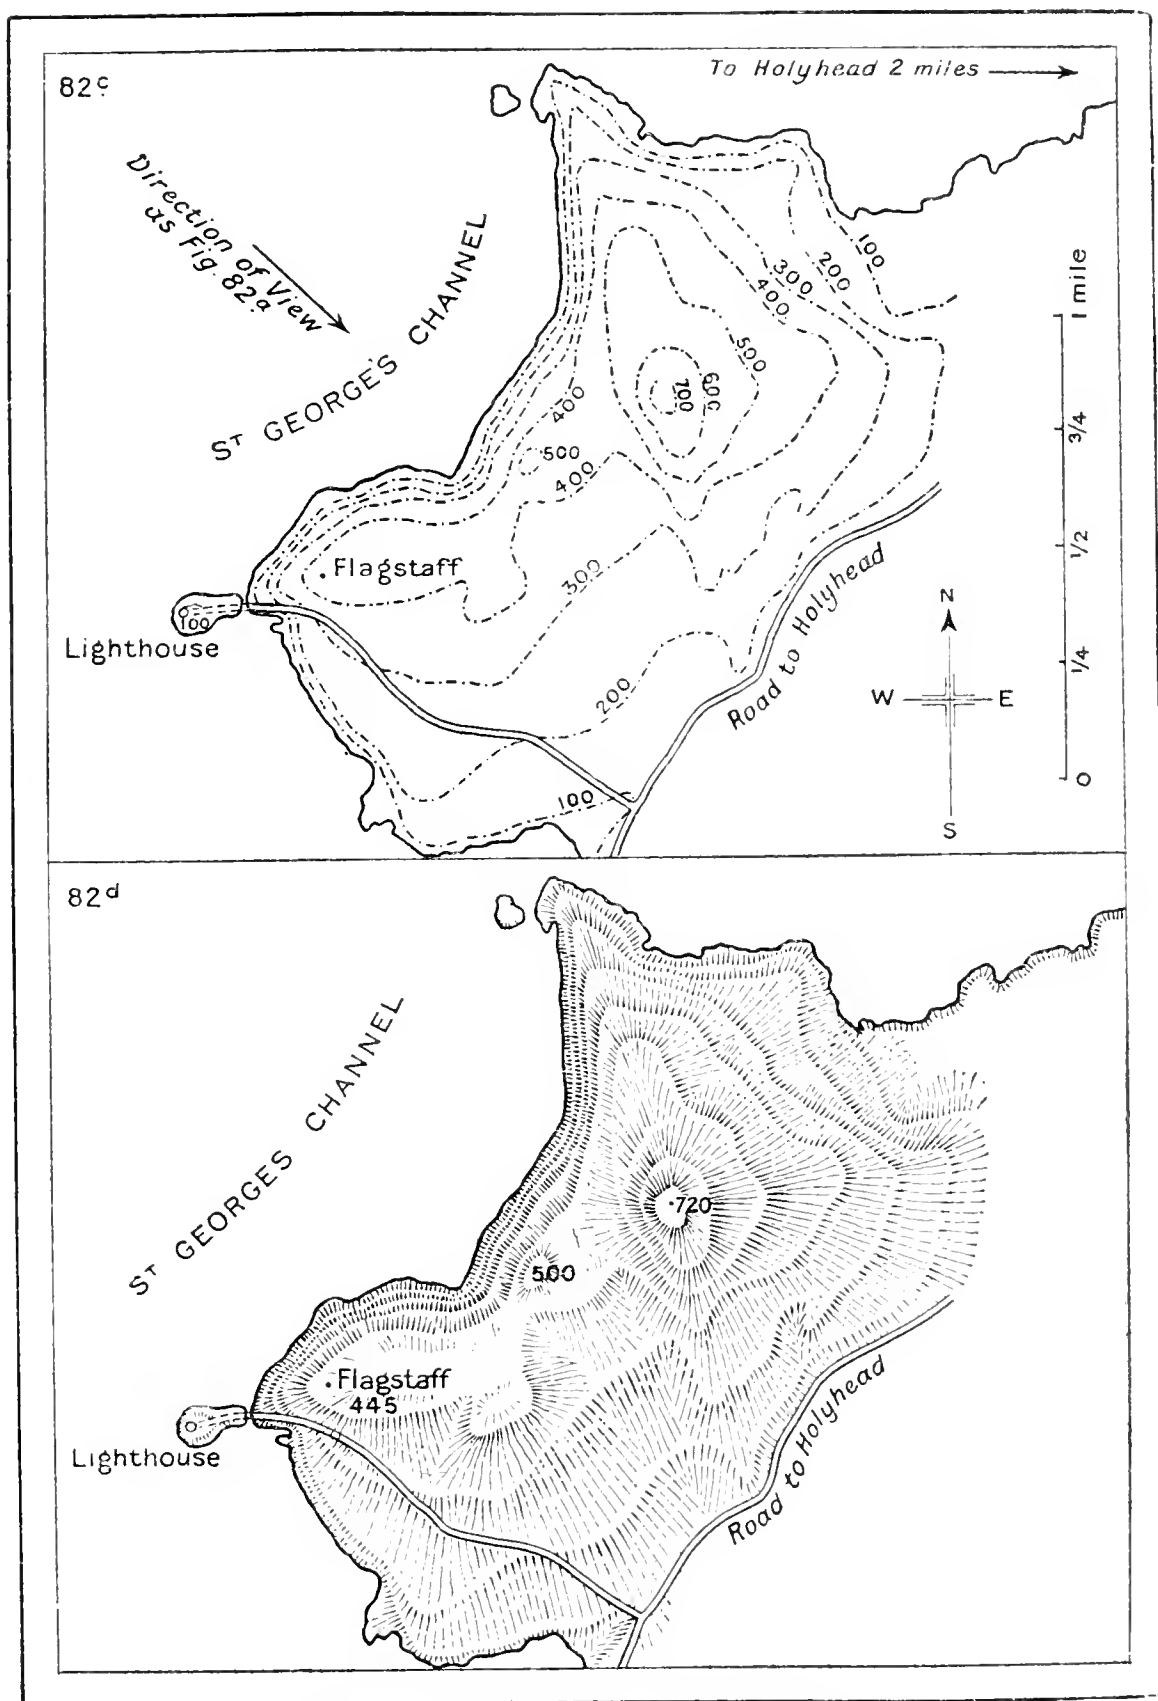 82c
To Holyhead 2 miles
Direction of View
as Fig. 82a
ST GEORGE'S CHANNEL
100
200
300
400
500
600
700
400
500
400
Flagstaff
300
100
Lighthouse
200
100
Road to Holyhead
1 mile
3/4
1/2
1/4
0
N
W
E
S
82d
ST GEORGES CHANNEL
.720
500
Flagstaff
445
Lighthouse
Road to Holyhead